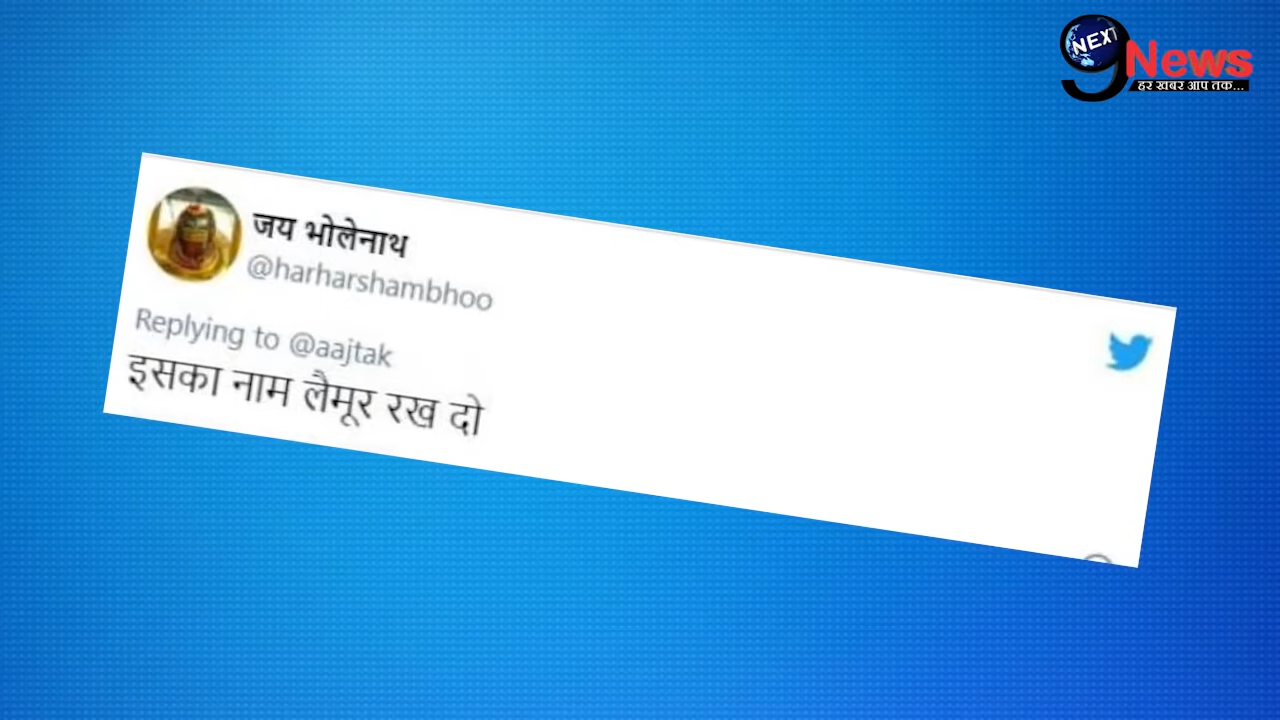 NEXT
9 News
हर खबर आप तक...
जय भोलेनाथ
@harharshambhoo
Replying to @aajtak
इसका नाम लैमूर रख दो